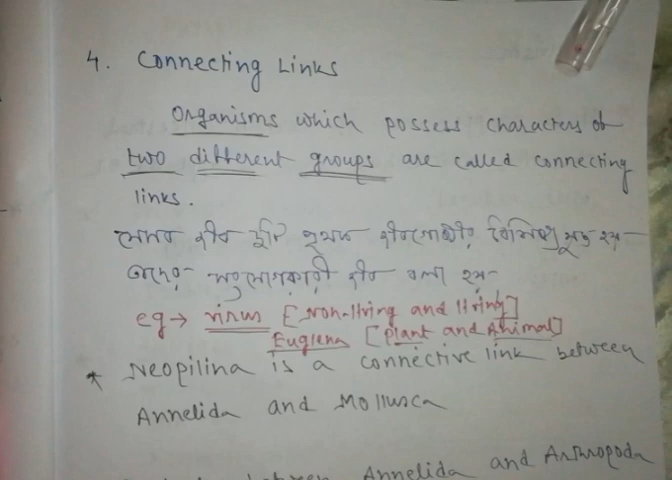 4. Connecting Links
Organisms which possess characters of
two different groups are called connecting
links.
যেসব জীব দুটি পৃথক জীবগোষ্ঠীর বৈশিষ্ট্য যুক্ত হয়
তাদের সংযোগকারী জীব বলা হয়
eg → virus [Non-living and living]
Euglena [plant and Animal]
* Neopilina is a connective link between
Annelida and Mollusca
between Annelida and Arthropoda